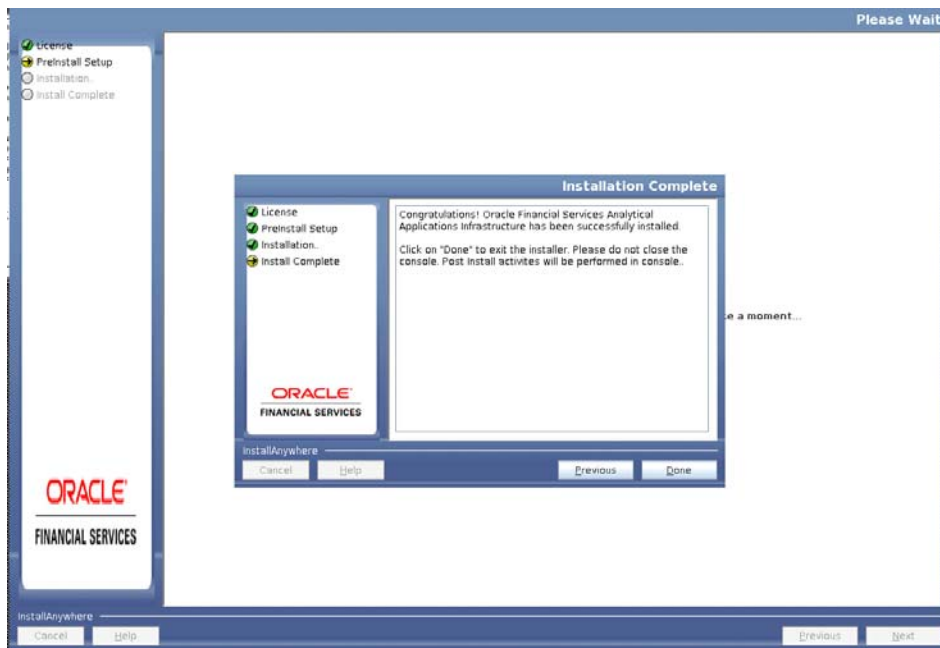 Please Wait
License
PreInstall Setup
Installation..
Install Complete
Installation Complete
License
PreInstall Setup
Installation..
Install Complete
Congratulations! Oracle Financial Services Analytical
Applications Infrastructure has been successfully installed.
Click on "Done" to exit the installer. Please do not close the
console. Post Install activites will be performed in console..
a moment...
ORACLE
FINANCIAL SERVICES
InstallAnywhere
Cancel
Help
Previous
Done
ORACLE
FINANCIAL SERVICES
InstallAnywhere
Cancel
Help
Previous
Next